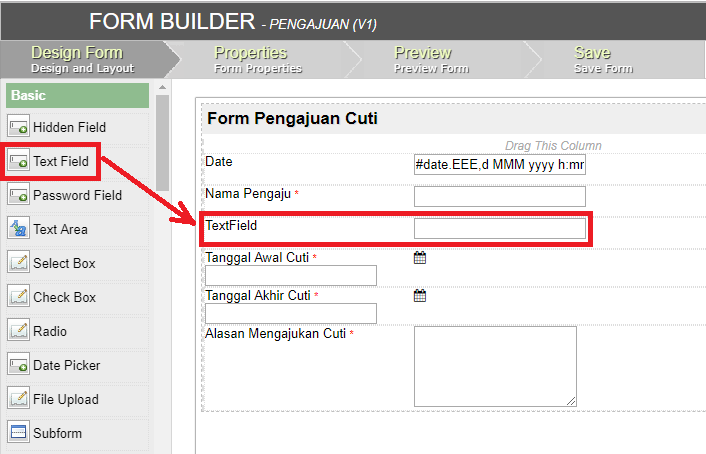 FORM BUILDER - PENGAJUAN (V1)
Design Form
Design and Layout
Properties
Form Properties
Preview
Preview Form
Save
Save Form
Basic
Hidden Field
Text Field
Password Field
Text Area
Select Box
Check Box
Radio
Date Picker
File Upload
Subform
Form Pengajuan Cuti
Drag This Column
Date #date.EEE,d MMM yyyy h:mr
Nama Pengaju *
TextField
Tanggal Awal Cuti *
Tanggal Akhir Cuti *
Alasan Mengajukan Cuti *